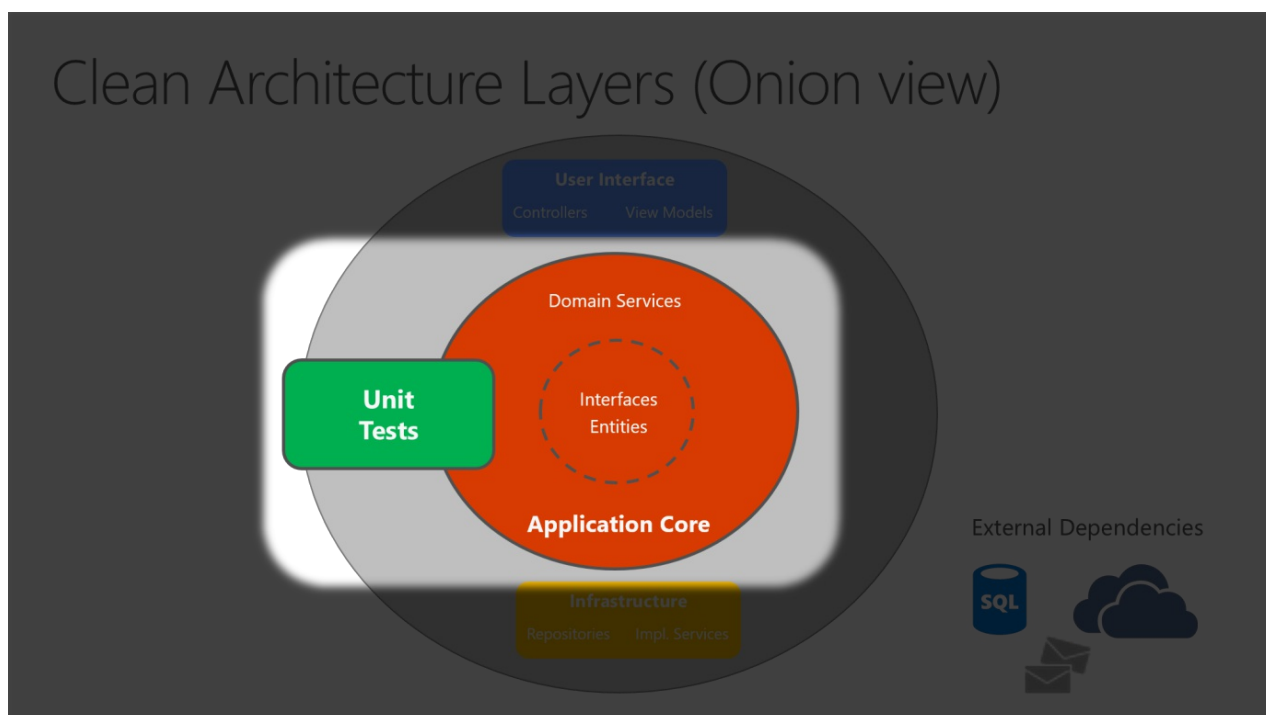 Clean Architecture Layers (Onion view)
User Interface
Controllers View Models
Domain Services
Interfaces
Entities
Unit
Tests
Application Core
Infrastructure
Repositories Impl. Services
External Dependencies
SQL